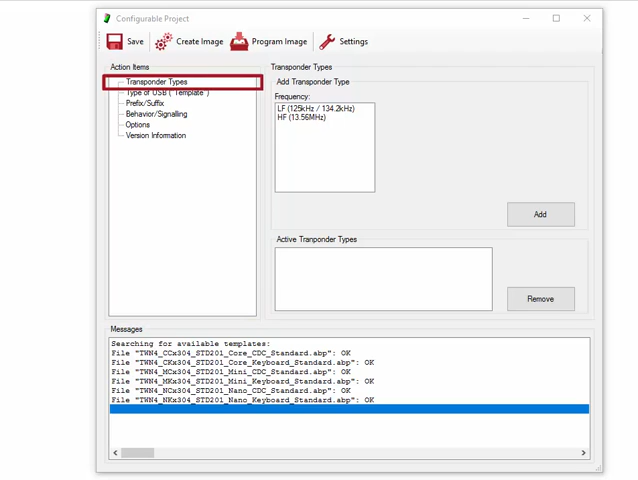 Configurable Project
Save Create Image Program Image Settings
Action Items
Transponder Types
Type of USB ("Template")
Prefix/Suffix
Behavior/Signalling
Options
Version Information
Transponder Types
Add Transponder Type
Frequency:
LF (125kHz / 134.2kHz)
HF (13.56MHz)
Add
Active Tranponder Types
Remove
Messages
Searching for available templates:
File "TWN4_CCx304_STD201_Core_CDC_Standard.abp": OK
File "TWN4_CKx304_STD201_Core_Keyboard_Standard.abp": OK
File "TWN4_MCx304_STD201_Mini_CDC_Standard.abp": OK
File "TWN4_MKx304_STD201_Mini_Keyboard_Standard.abp": OK
File "TWN4_NCx304_STD201_Nano_CDC_Standard.abp": OK
File "TWN4_NKx304_STD201_Nano_Keyboard_Standard.abp": OK